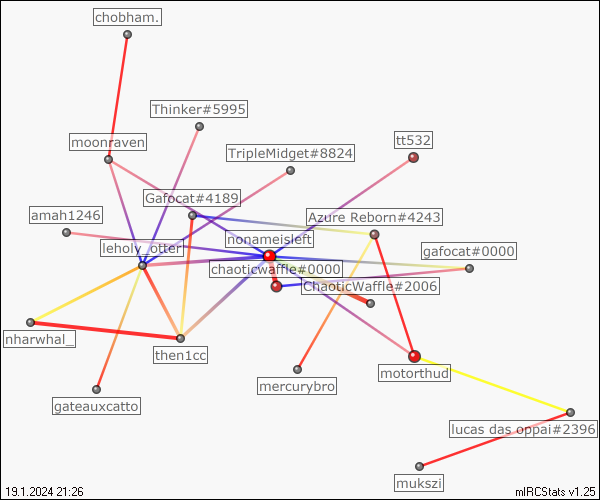 chobham.
Thinker#5995
moonraven
tt532
TripleMidget#8824
Gafocat#4189
amah1246
Azure Reborn#4243
nonameisleft
leholy_otter
gafocat#0000
chaoticwaffle#0000
ChaoticWaffle#2006
nharwhal_
then1cc
motorthud
mercurybro
gateauxcatto
lucas das oppai#2396
mukszi
19.1.2024 21:26
mIRCStats v1.25